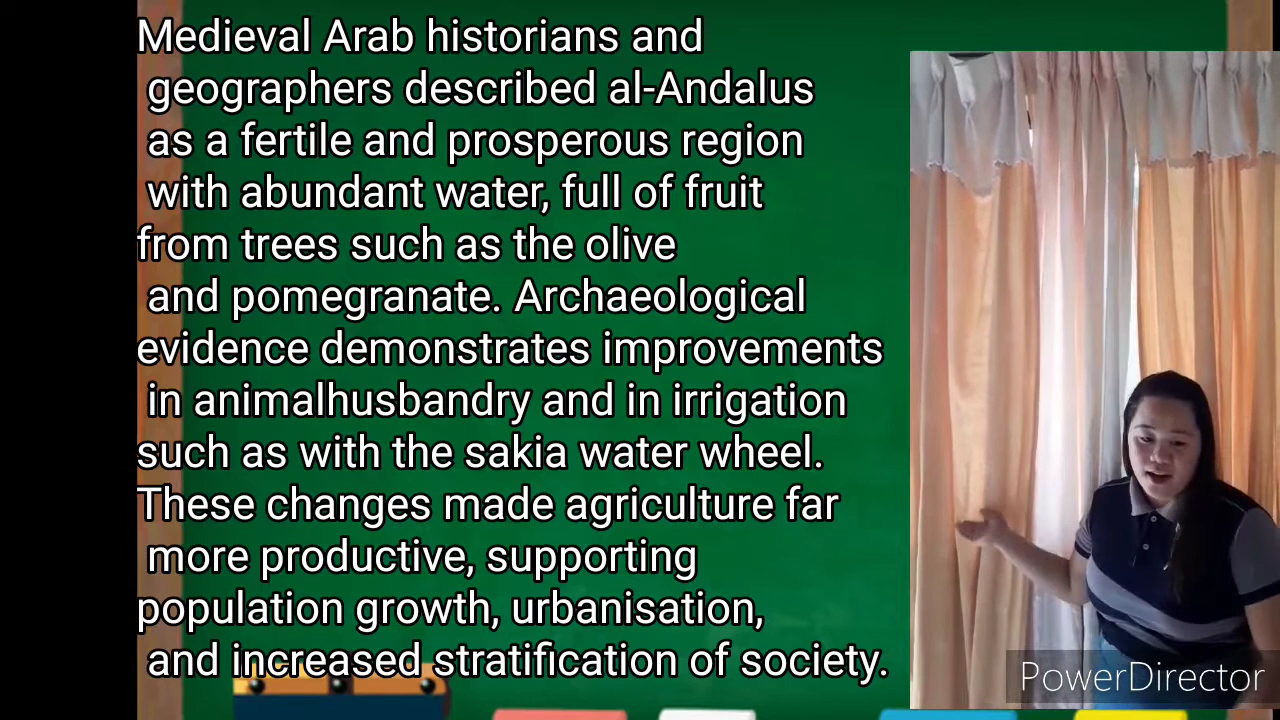 Medieval Arab historians and
geographers described al-Andalus
as a fertile and prosperous region
with abundant water, full of fruit
from trees such as the olive
and pomegranate. Archaeological
evidence demonstrates improvements
in animalhusbandry and in irrigation
such as with the sakia water wheel.
These changes made agriculture far
more productive, supporting
population growth, urbanisation,
and increased stratification of society.
PowerDirector